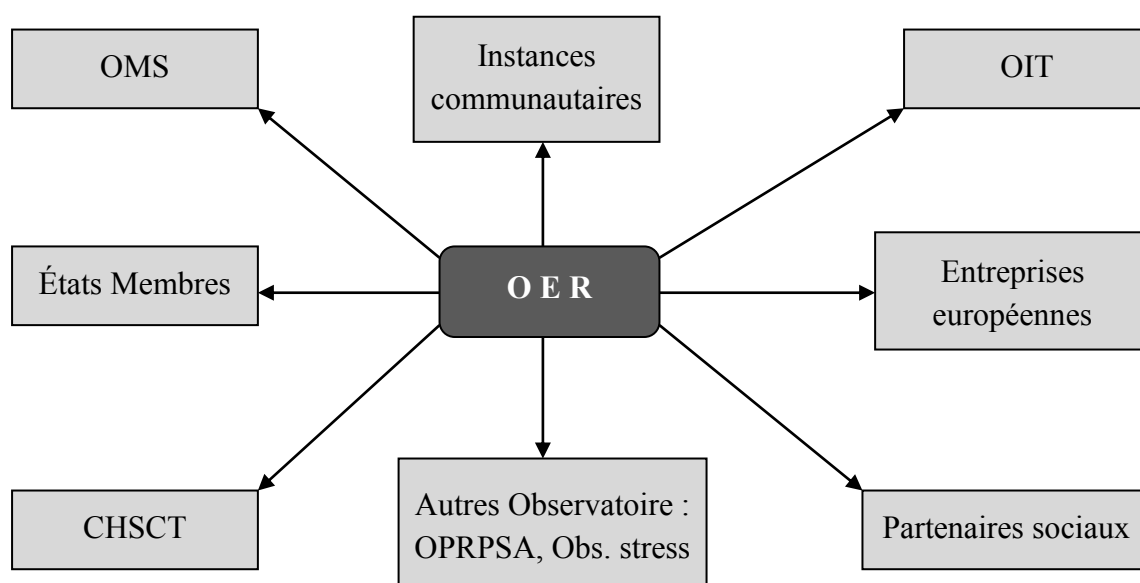 OMS
Instances
communautaires
OIT
États Membres
O E R
Entreprises
européennes
CHSCT
Autres Observatoire :
OPRPSA, Obs. stress
Partenaires sociaux